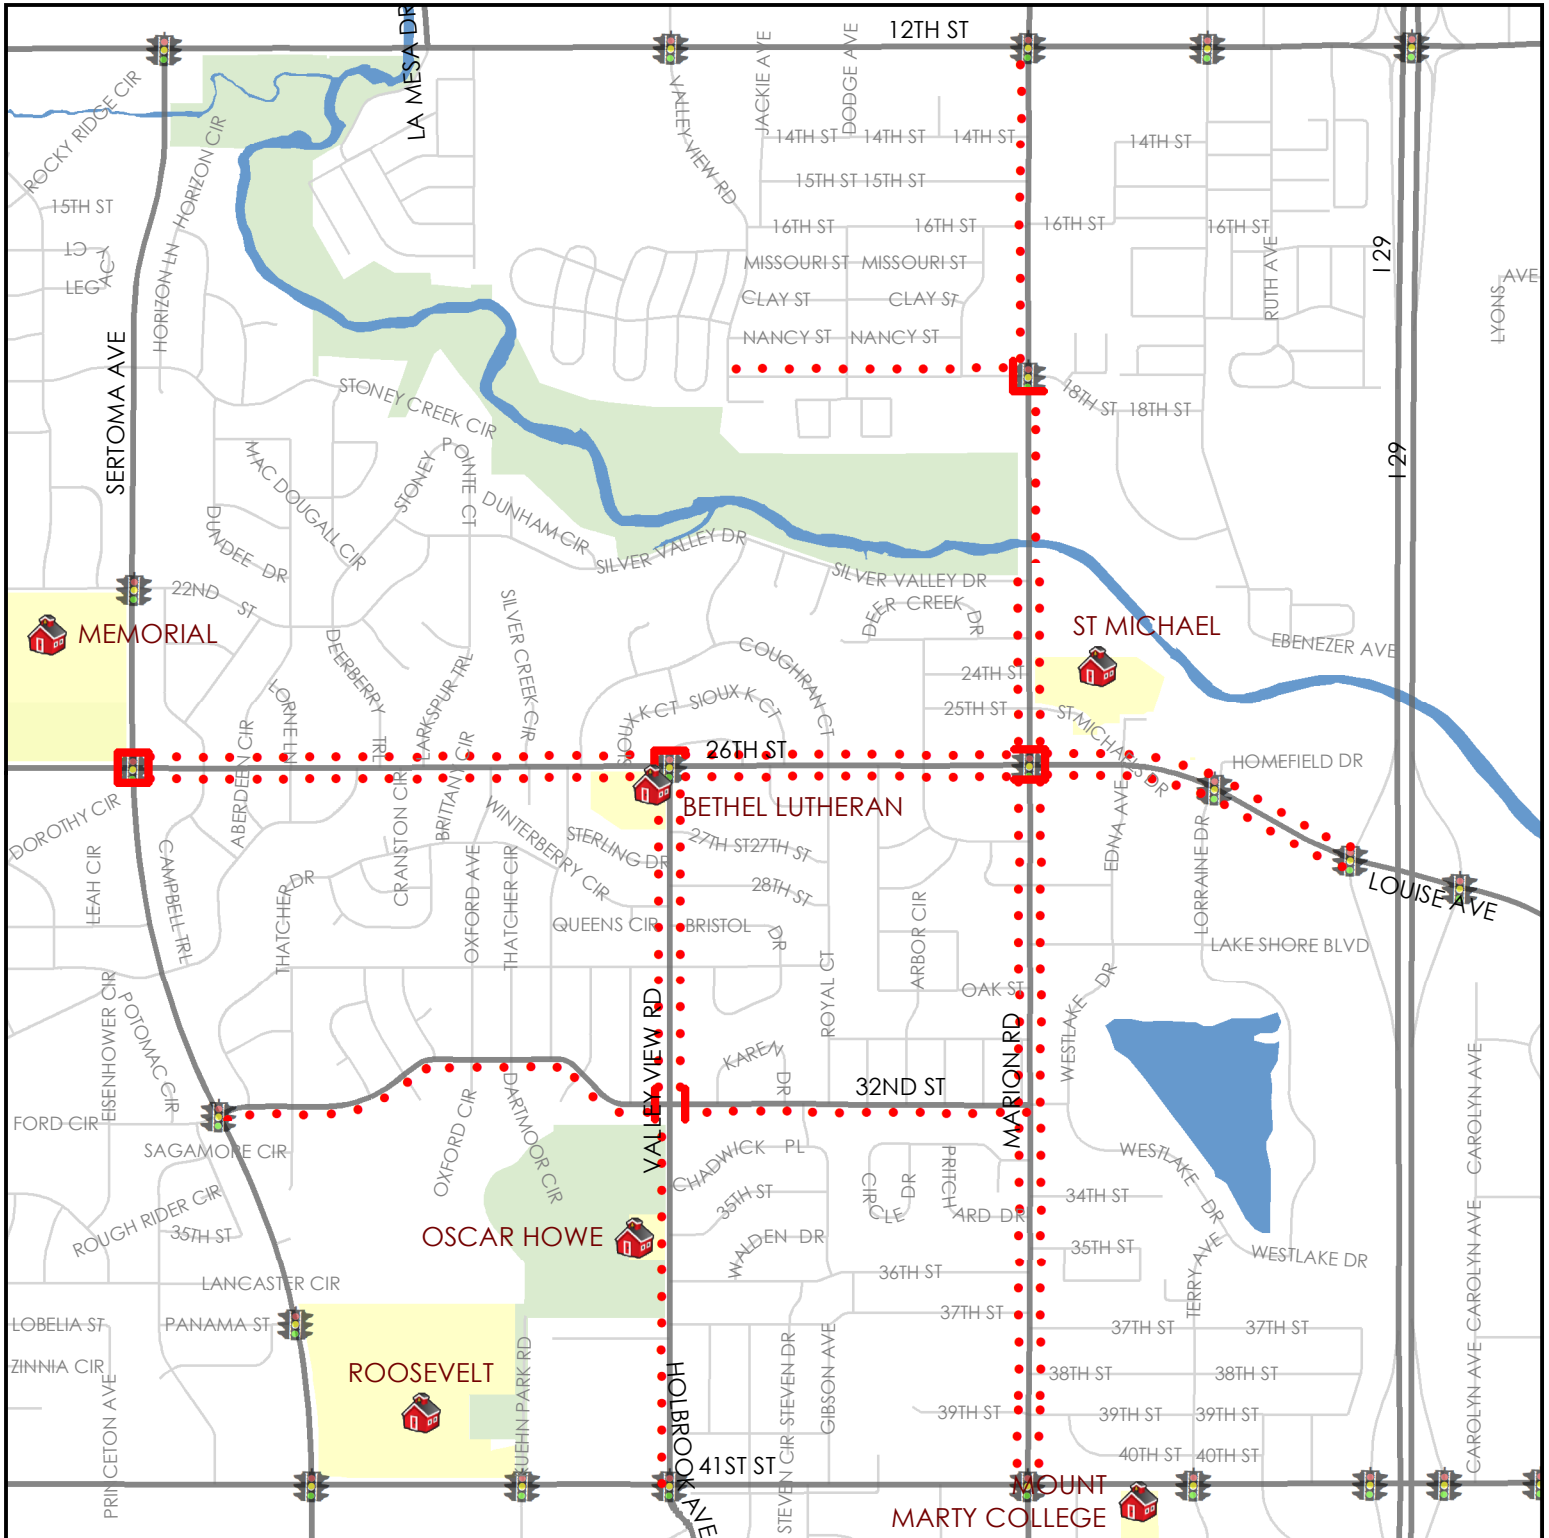 12TH ST
LA MESA DR
ROCKY RIDGE CIR
HORIZON CIR
VALLEY VIEW RD
JACKIE AVE
DODGE AVE
14TH ST
14TH ST
14TH ST
14TH ST
15TH ST
15TH ST
15TH ST
16TH ST
16TH ST
16TH ST
16TH ST
LEGACY CT
HORIZON LN
MISSOURI ST
MISSOURI ST
CLAY ST
CLAY ST
NANCY ST
NANCY ST
RUTH AVE
I 29
LYONS AVE
SERTOMA AVE
STONEY CREEK CIR
18TH ST
18TH ST
I 29
MAC DOUGALL CIR
STONEY POINTE CT
DUNHAM CIR
DUNDEE DR
SILVER VALLEY DR
SILVER VALLEY DR
22ND ST
MEMORIAL
DEER CREEK DR
ST MICHAEL
EBENEZER AVE
SILVER CREEK CIR
DEERBERRY TRL
LARKSPUR TRL
LORNE LN
COUGHRAN CT
SIOUX K CT
SIOUX K CT
SIOUX
24TH ST
25TH ST
ST MICHAELS DR
26TH ST
HOMEFIELD DR
BETHEL LUTHERAN
ABERDEEN CIR
CRANSTON CIR
BRITTANY CIR
WINTERBERRY CIR
STERLING DR
27TH ST
27TH ST
28TH ST
DOROTHY CIR
LEAH CIR
CAMPBELL TRL
THATCHER DR
OXFORD AVE
THATCHER CIR
QUEENS CIR
BRISTOL DR
EDNA AVE
LORRAINE DR
LOUISE AVE
LAKE SHORE BLVD
ARBOR CIR
ROYAL CT
OAK ST
WESTLAKE DR
EISENHOWER CIR
POTOMAC CIR
VALLEY VIEW RD
KAREN DR
32ND ST
MARION RD
CAROLYN AVE
FORD CIR
SAGAMORE CIR
OXFORD CIR
DARTMOOR CIR
CHADWICK PL
CIRCLE DR
PRITCHARD DR
WESTLAKE DR
34TH ST
35TH ST
ROUGH RIDER CIR
35TH ST
OSCAR HOWE
WALDEN DR
35TH ST
WESTLAKE DR
CAROLYN AVE
LANCASTER CIR
36TH ST
37TH ST
TERRY AVE
LOBELIA ST
PANAMA ST
37TH ST
37TH ST
CAROLYN AVE
ZINNIA CIR
ROOSEVELT
KUEHN PARK RD
38TH ST
38TH ST
CAROLYN AVE
PRINCETON AVE
HOLBROOK AVE
STEVEN DR
GIBSON AVE
39TH ST
39TH ST
39TH ST
STEVEN CIR
40TH ST
40TH ST
41ST ST
MOUNT
MARTY COLLEGE